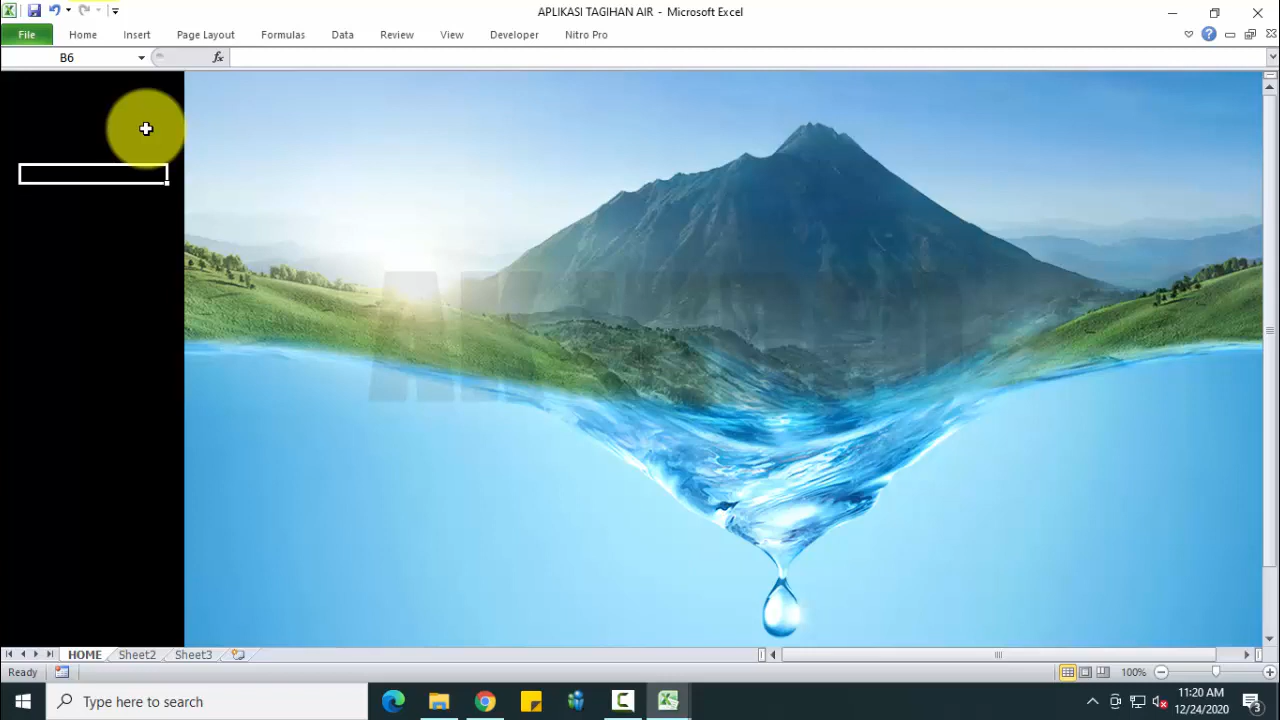 APLIKASI TAGIHAN AIR - Microsoft Excel
File Home Insert Page Layout Formulas Data Review View Developer Nitro Pro
B6 fx
HOME Sheet2 Sheet3
Ready 100%
Type here to search
11:20 AM
12/24/2020
3